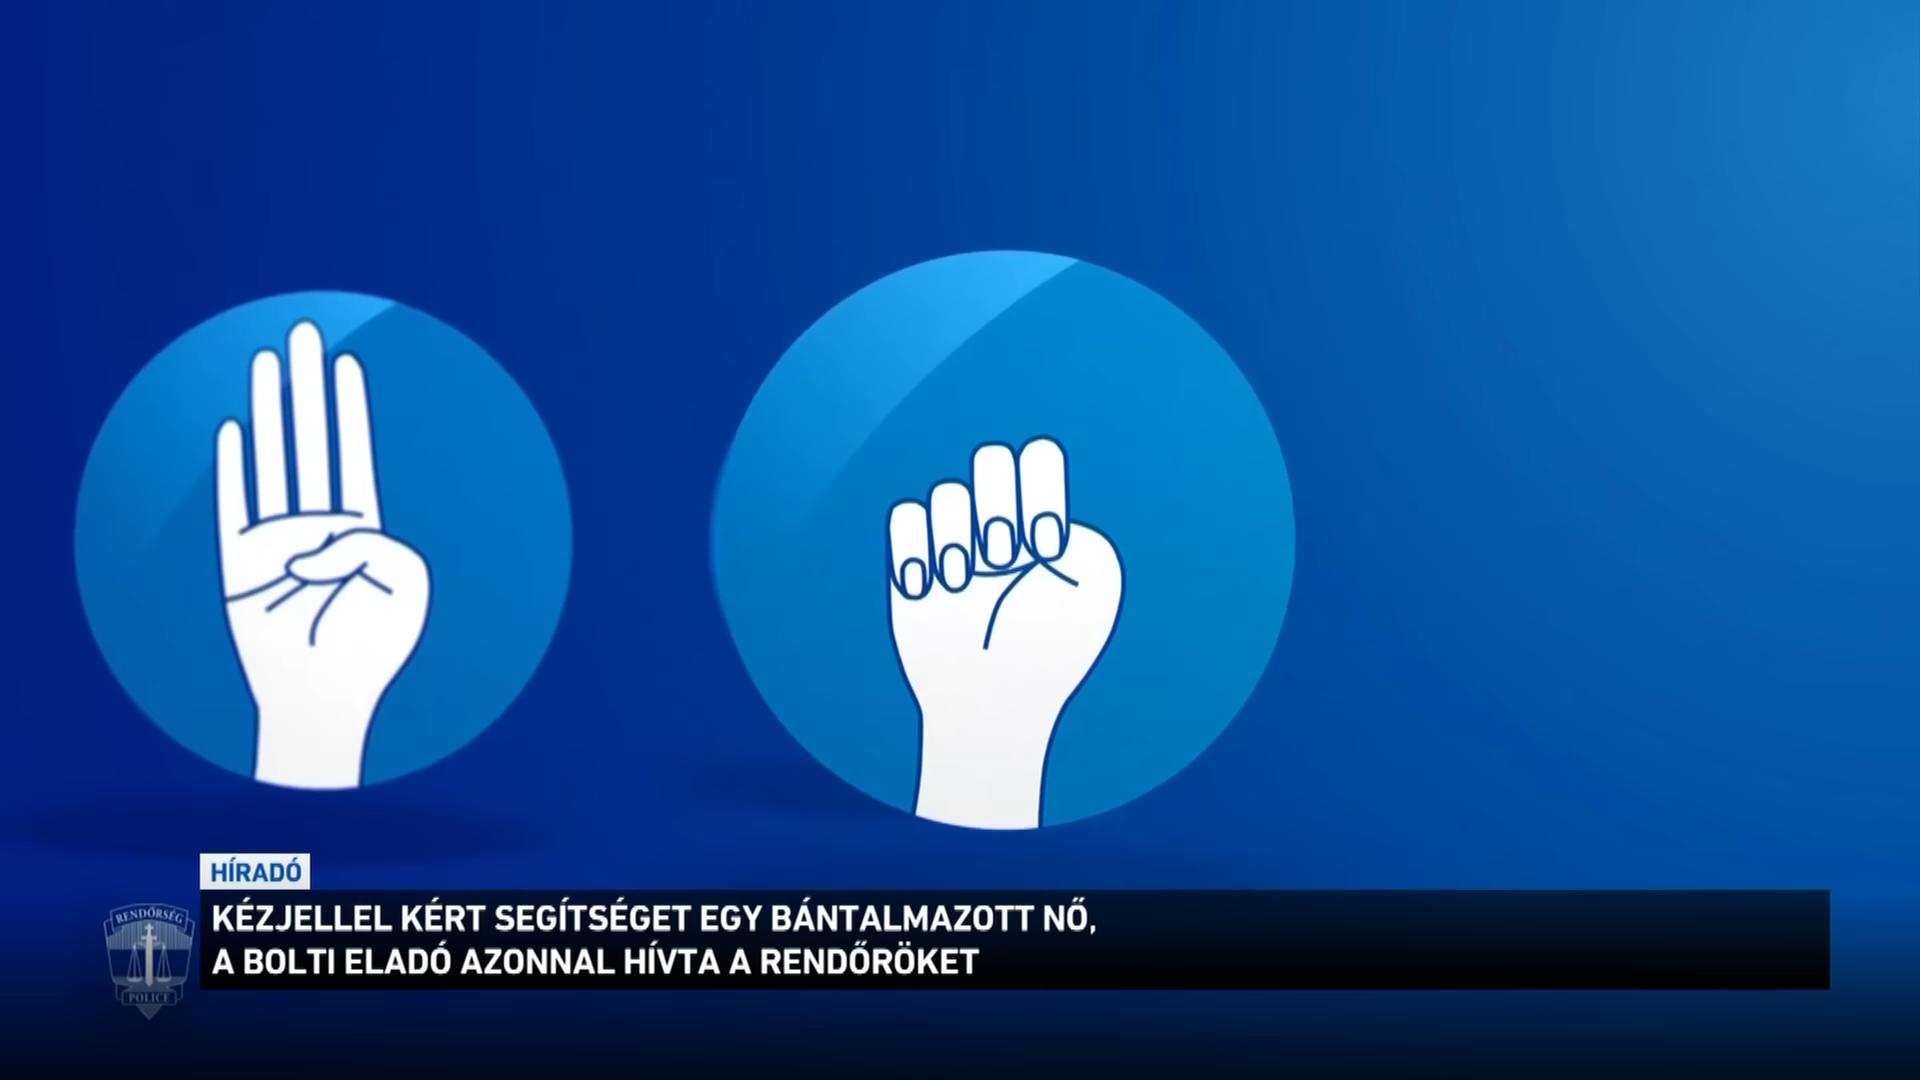 HÍRADÓ
KÉZJELLEL KÉRT SEGÍTSÉGET EGY BÁNTALMAZOTT NŐ,
A BOLTI ELADÓ AZONNAL HÍVTA A RENDŐRÖKET
RENDŐRSÉG
POLICE